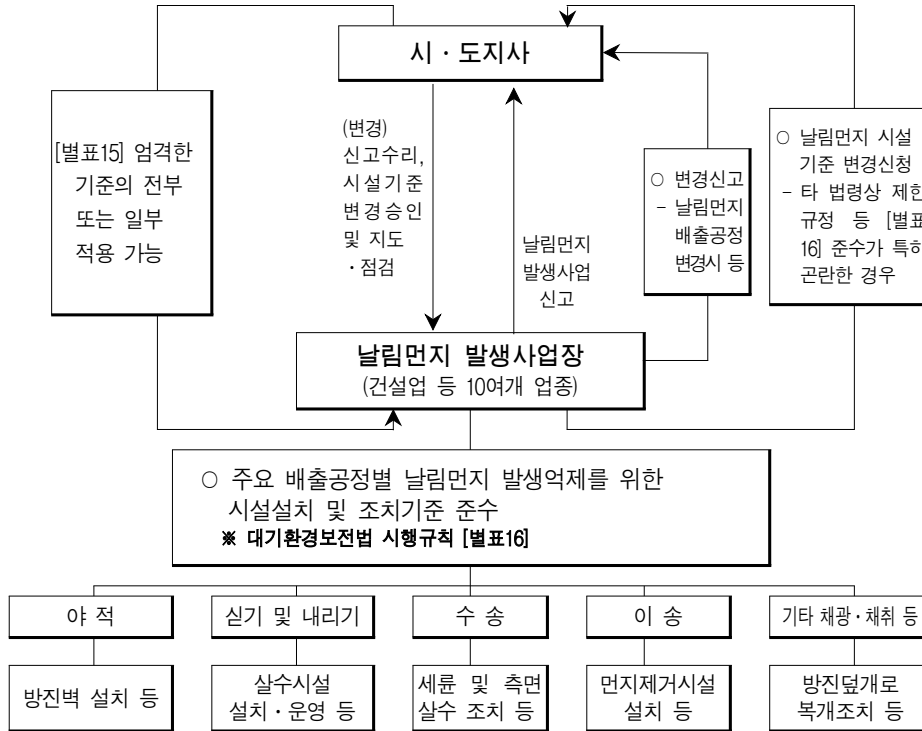 시·도지사
[별표15] 엄격한
기준의 전부
또는 일부
적용 가능
(변경)
신고수리,
시설기준
변경승인
및 지도
·점검
날림먼지
발생사업
신고
○ 변경신고
- 날림먼지
배출공정
변경시 등
○ 날림먼지 시설
기준 변경신청
- 타 법령상 제한
규정 등 [별표
16] 준수가 특히
곤란한 경우
날림먼지 발생사업장
(건설업 등 10여개 업종)
○ 주요 배출공정별 날림먼지 발생억제를 위한
시설설치 및 조치기준 준수
※ 대기환경보전법 시행규칙 [별표16]
야 적
싣기 및 내리기
수 송
이 송
기타 채광·채취 등
방진벽 설치 등
살수시설
설치·운영 등
세륜 및 측면
살수 조치 등
먼지제거시설
설치 등
방진덮개로
복개조치 등